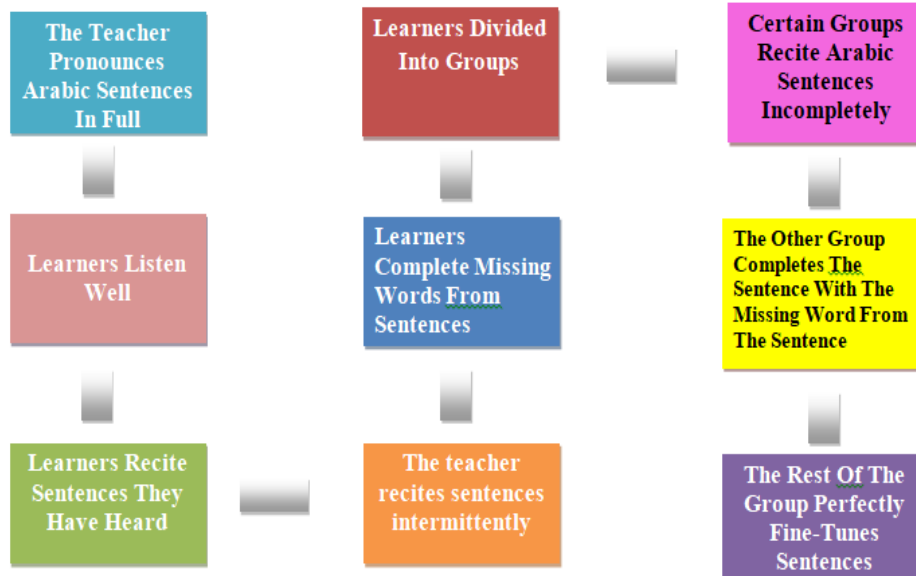 The Teacher
Pronounces
Arabic Sentences
In Full
Learners Listen
Well
Learners Recite
Sentences They
Have Heard
The teacher
recites sentences
intermittently
Learners
Complete Missing
Words From
Sentences
Learners Divided
Into Groups
Certain Groups
Recite Arabic
Sentences
Incompletely
The Other Group
Completes The
Sentence With The
Missing Word From
The Sentence
The Rest Of The
Group Perfectly
Fine-Tunes
Sentences